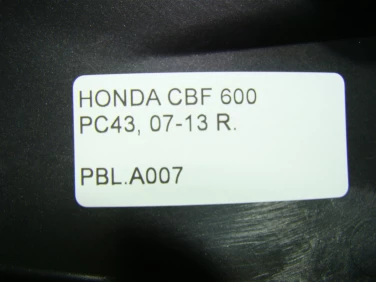 HONDA CBF 600
PC43, 07-13 R.
PBL.A007